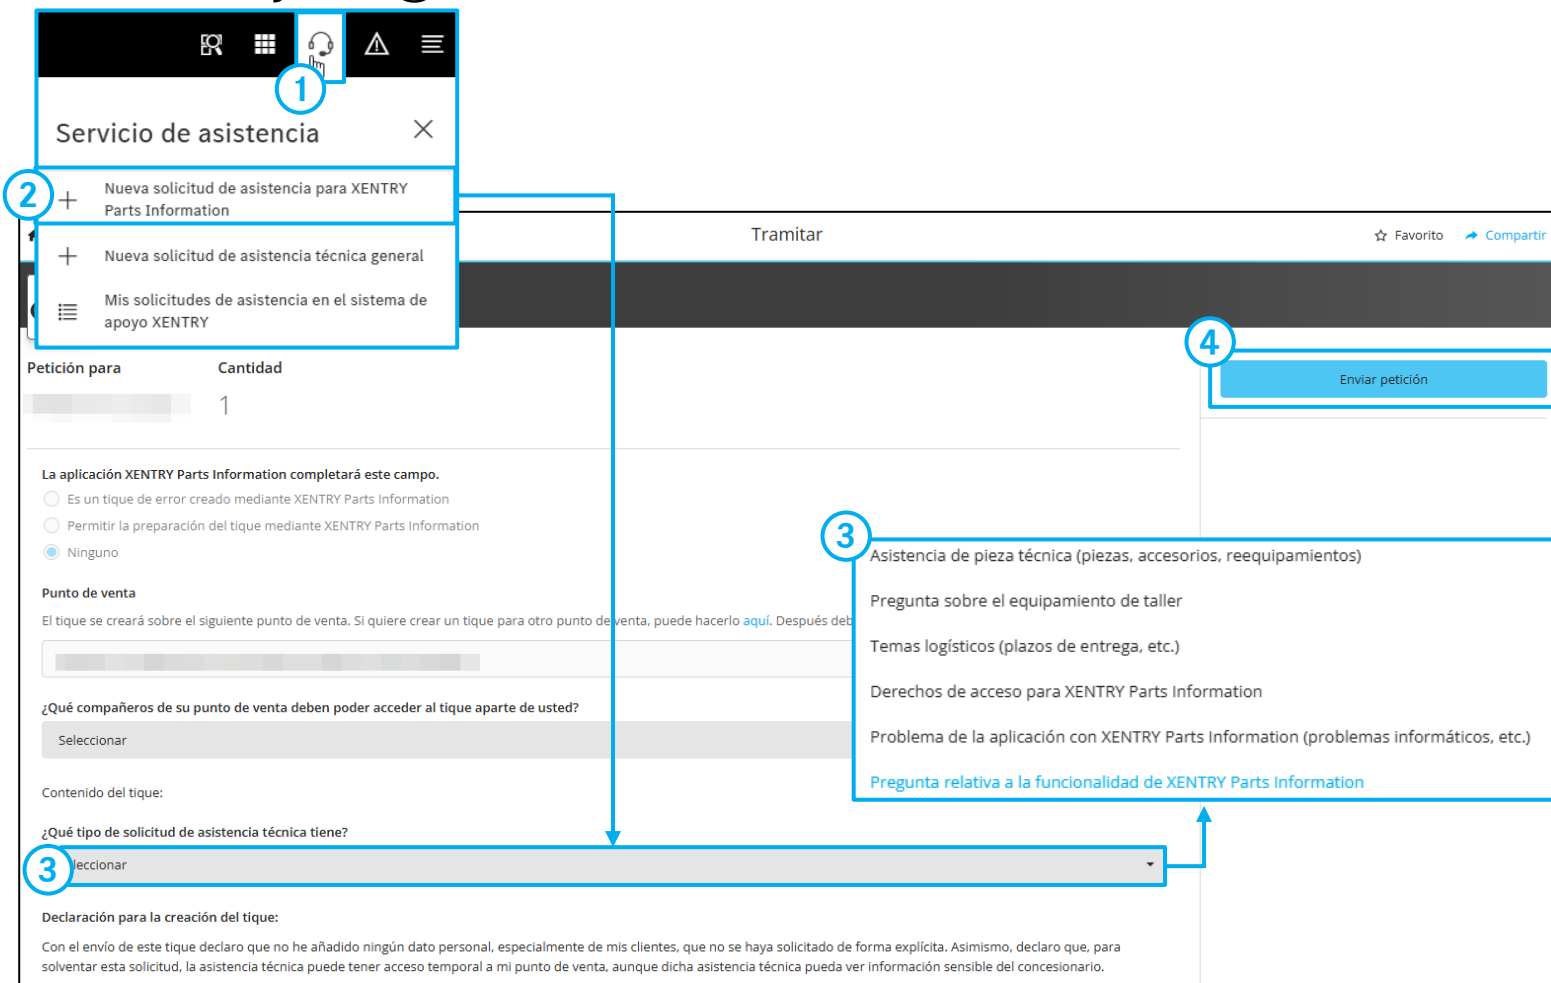 1
Servicio de asistencia
2
Nueva solicitud de asistencia para XENTRY
Parts Information
Nueva solicitud de asistencia técnica general
Mis solicitudes de asistencia en el sistema de
apoyo XENTRY
Tramitar
Favorito
Compartir
4
Enviar petición
Petición para
Cantidad
1
La aplicación XENTRY Parts Information completará este campo.
Es un tique de error creado mediante XENTRY Parts Information
Permitir la preparación del tique mediante XENTRY Parts Information
Ninguno
Punto de venta
El tique se creará sobre el siguiente punto de venta. Si quiere crear un tique para otro punto de venta, puede hacerlo aquí. Después deb
3
Asistencia de pieza técnica (piezas, accesorios, reequipamientos)
Pregunta sobre el equipamiento de taller
Temas logísticos (plazos de entrega, etc.)
Derechos de acceso para XENTRY Parts Information
Problema de la aplicación con XENTRY Parts Information (problemas informáticos, etc.)
Pregunta relativa a la funcionalidad de XENTRY Parts Information
¿Qué compañeros de su punto de venta deben poder acceder al tique aparte de usted?
Seleccionar
Contenido del tique:
¿Qué tipo de solicitud de asistencia técnica tiene?
3
leccionar
Declaración para la creación del tique:
Con el envío de este tique declaro que no he añadido ningún dato personal, especialmente de mis clientes, que no se haya solicitado de forma explícita. Asimismo, declaro que, para
solventar esta solicitud, la asistencia técnica puede tener acceso temporal a mi punto de venta, aunque dicha asistencia técnica pueda ver información sensible del concesionario.